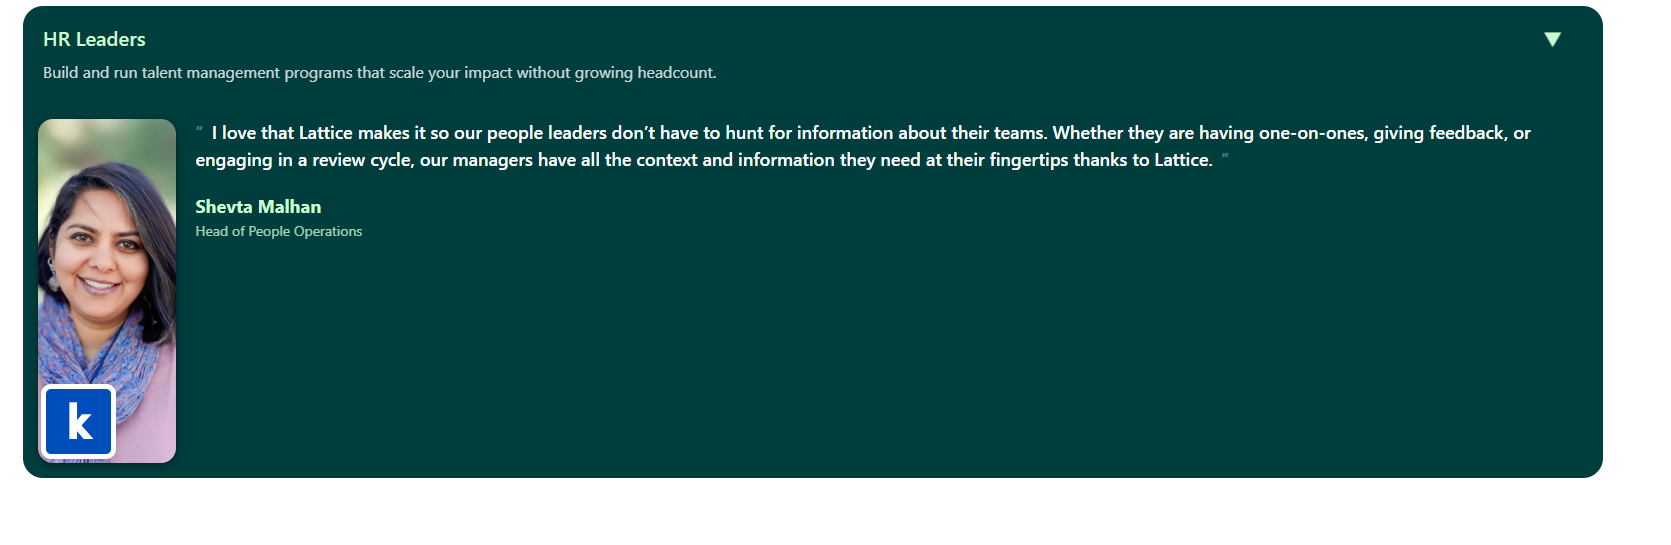 HR Leaders
Build and run talent management programs that scale your impact without growing headcount.
“ I love that Lattice makes it so our people leaders don’t have to hunt for information about their teams. Whether they are having one-on-ones, giving feedback, or
engaging in a review cycle, our managers have all the context and information they need at their fingertips thanks to Lattice. ”
Shevta Malhan
Head of People Operations
k